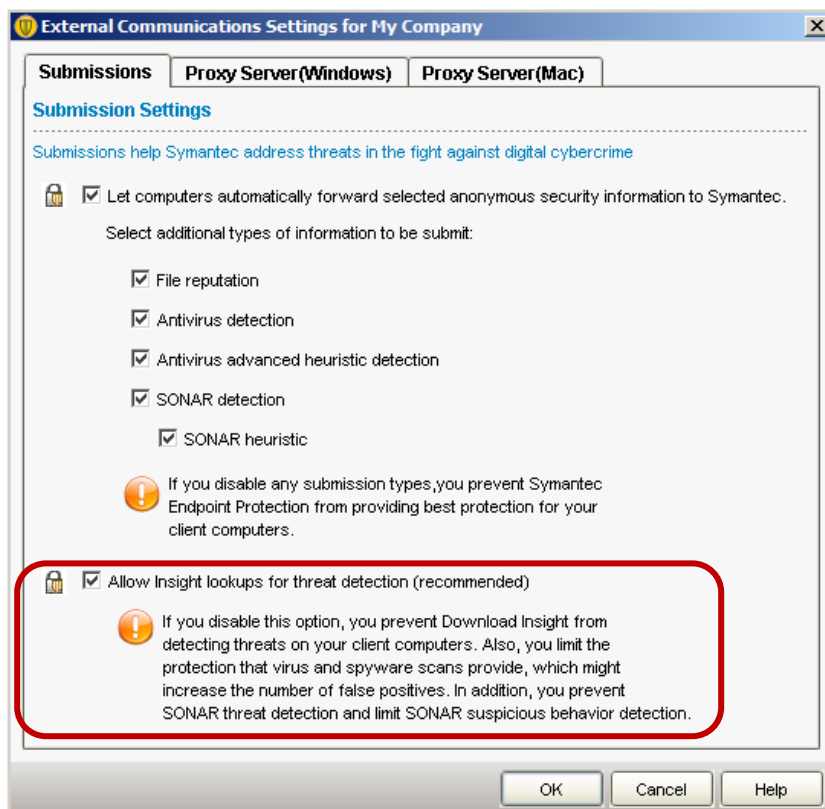 External Communications Settings for My Company
Submissions
Proxy Server(Windows)
Proxy Server(Mac)
Submission Settings
Submissions help Symantec address threats in the fight against digital cybercrime
Let computers automatically forward selected anonymous security information to Symantec.
Select additional types of information to be submit:
File reputation
Antivirus detection
Antivirus advanced heuristic detection
SONAR detection
SONAR heuristic
If you disable any submission types,you prevent Symantec
Endpoint Protection from providing best protection for your
client computers.
Allow Insight lookups for threat detection (recommended)
If you disable this option, you prevent Download Insight from
detecting threats on your client computers. Also, you limit the
protection that virus and spyware scans provide, which might
increase the number of false positives. In addition, you prevent
SONAR threat detection and limit SONAR suspicious behavior detection.
OK
Cancel
Help